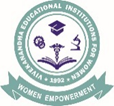 VIVEKANANDHA EDUCATIONAL INSTITUTIONS FOR WOMEN
* 1992 *
WOMEN EMPOWERMENT